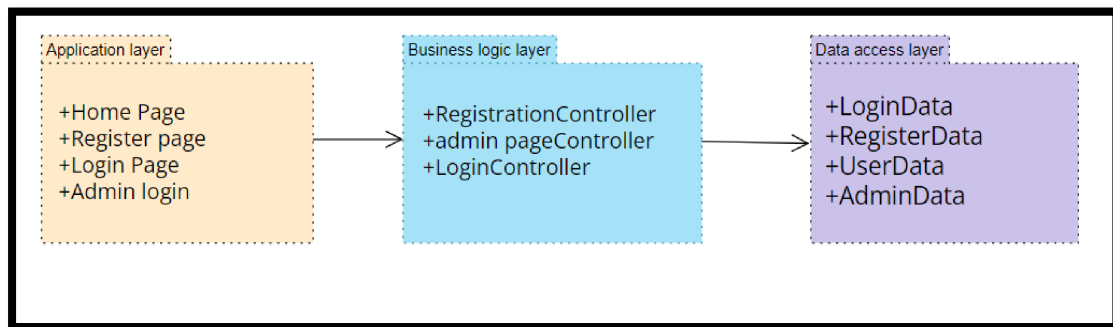 Application layer
+Home Page
+Register page
+Login Page
+Admin login
Business logic layer
+RegistrationController
+admin pageController
+LoginController
Data access layer
+LoginData
+RegisterData
+UserData
+AdminData